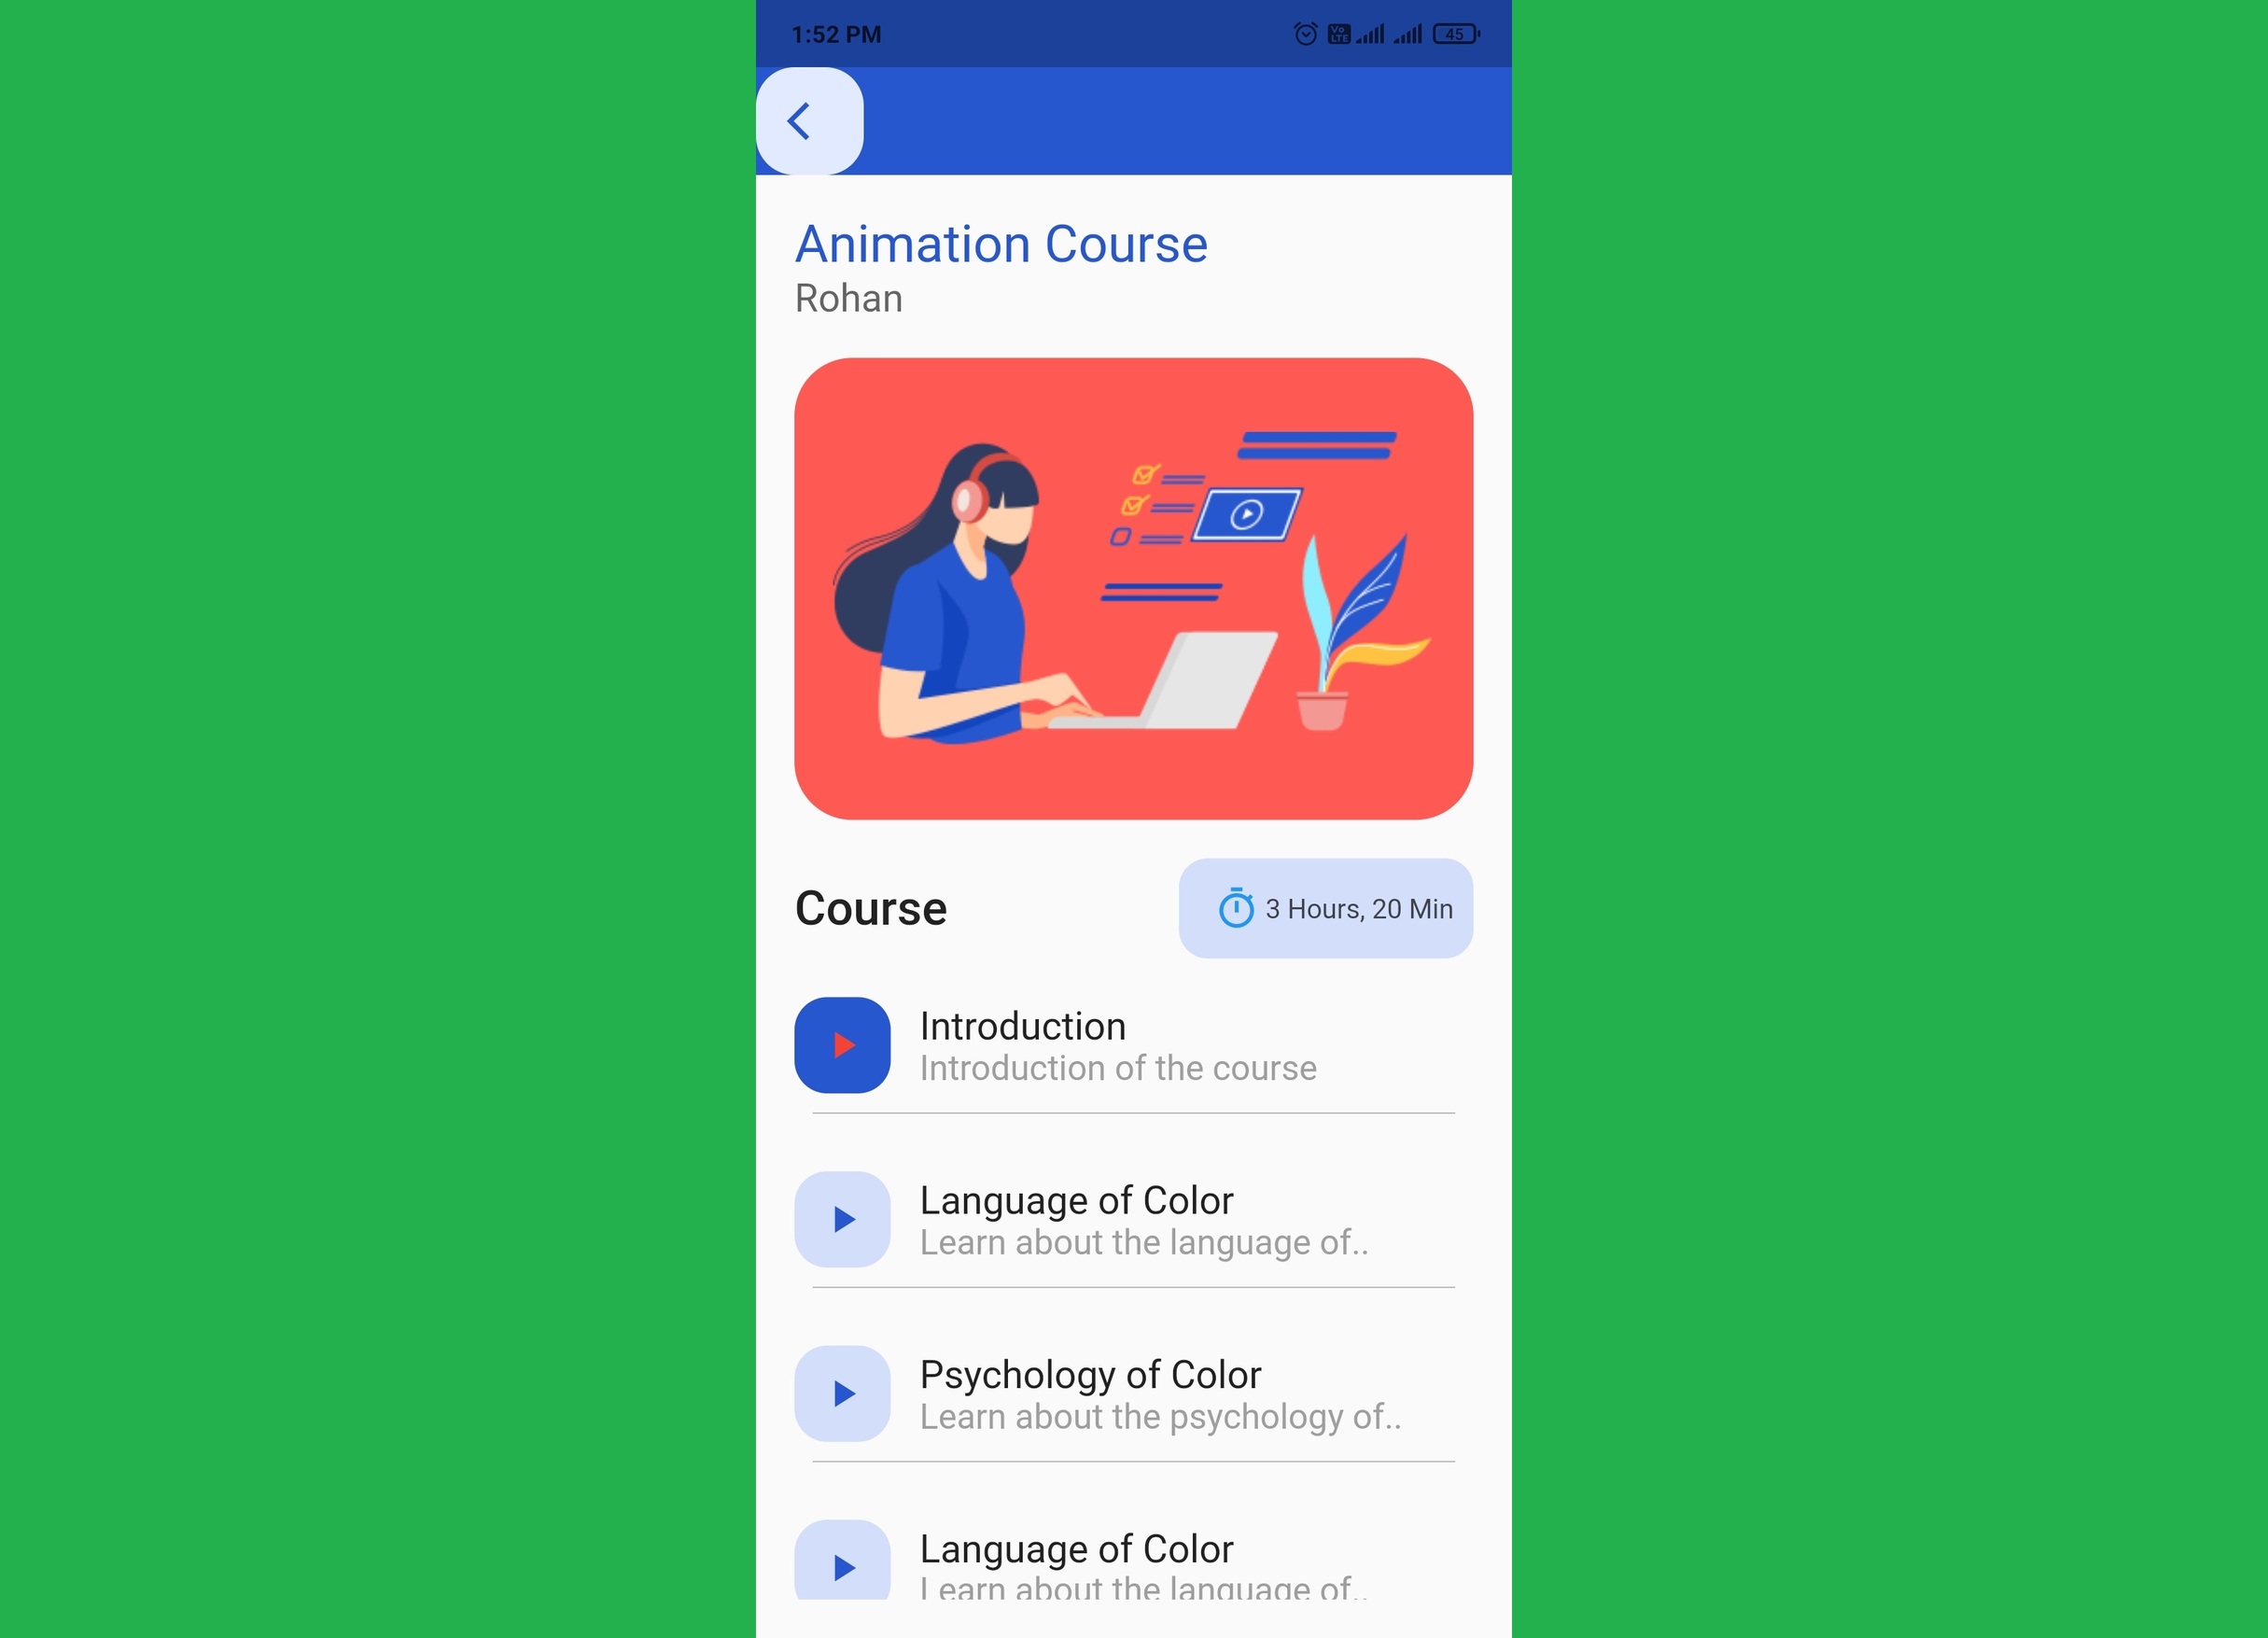 1:52 PM
Vo
LTE
45
Animation Course
Rohan
Course
3 Hours, 20 Min
Introduction
Introduction of the course
Language of Color
Learn about the language of..
Psychology of Color
Learn about the psychology of..
Language of Color
Learn about the language of..